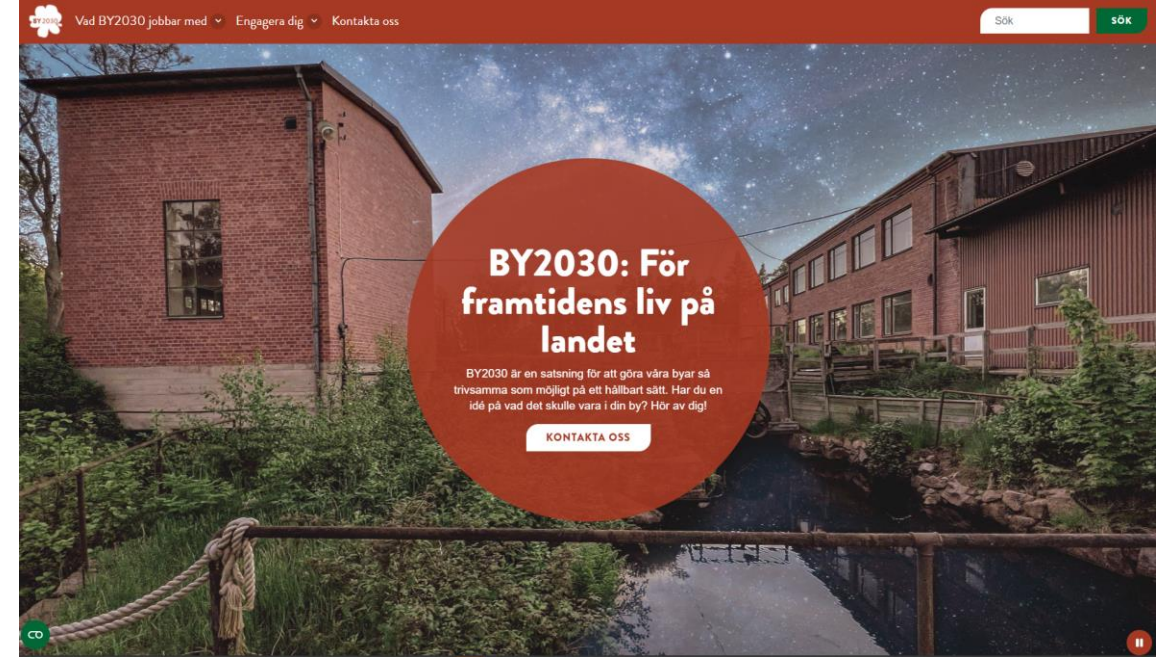 BY2030
Vad BY2030 jobbar med
Engagera dig
Kontakta oss
Sök
SÖK
BY2030: För
framtidens liv på
landet
BY2030 är en satsning för att göra våra byar så
trivsamma som möjligt på ett hållbart sätt. Har du en
idé på vad det skulle vara i din by? Hör av dig!
KONTAKTA OSS